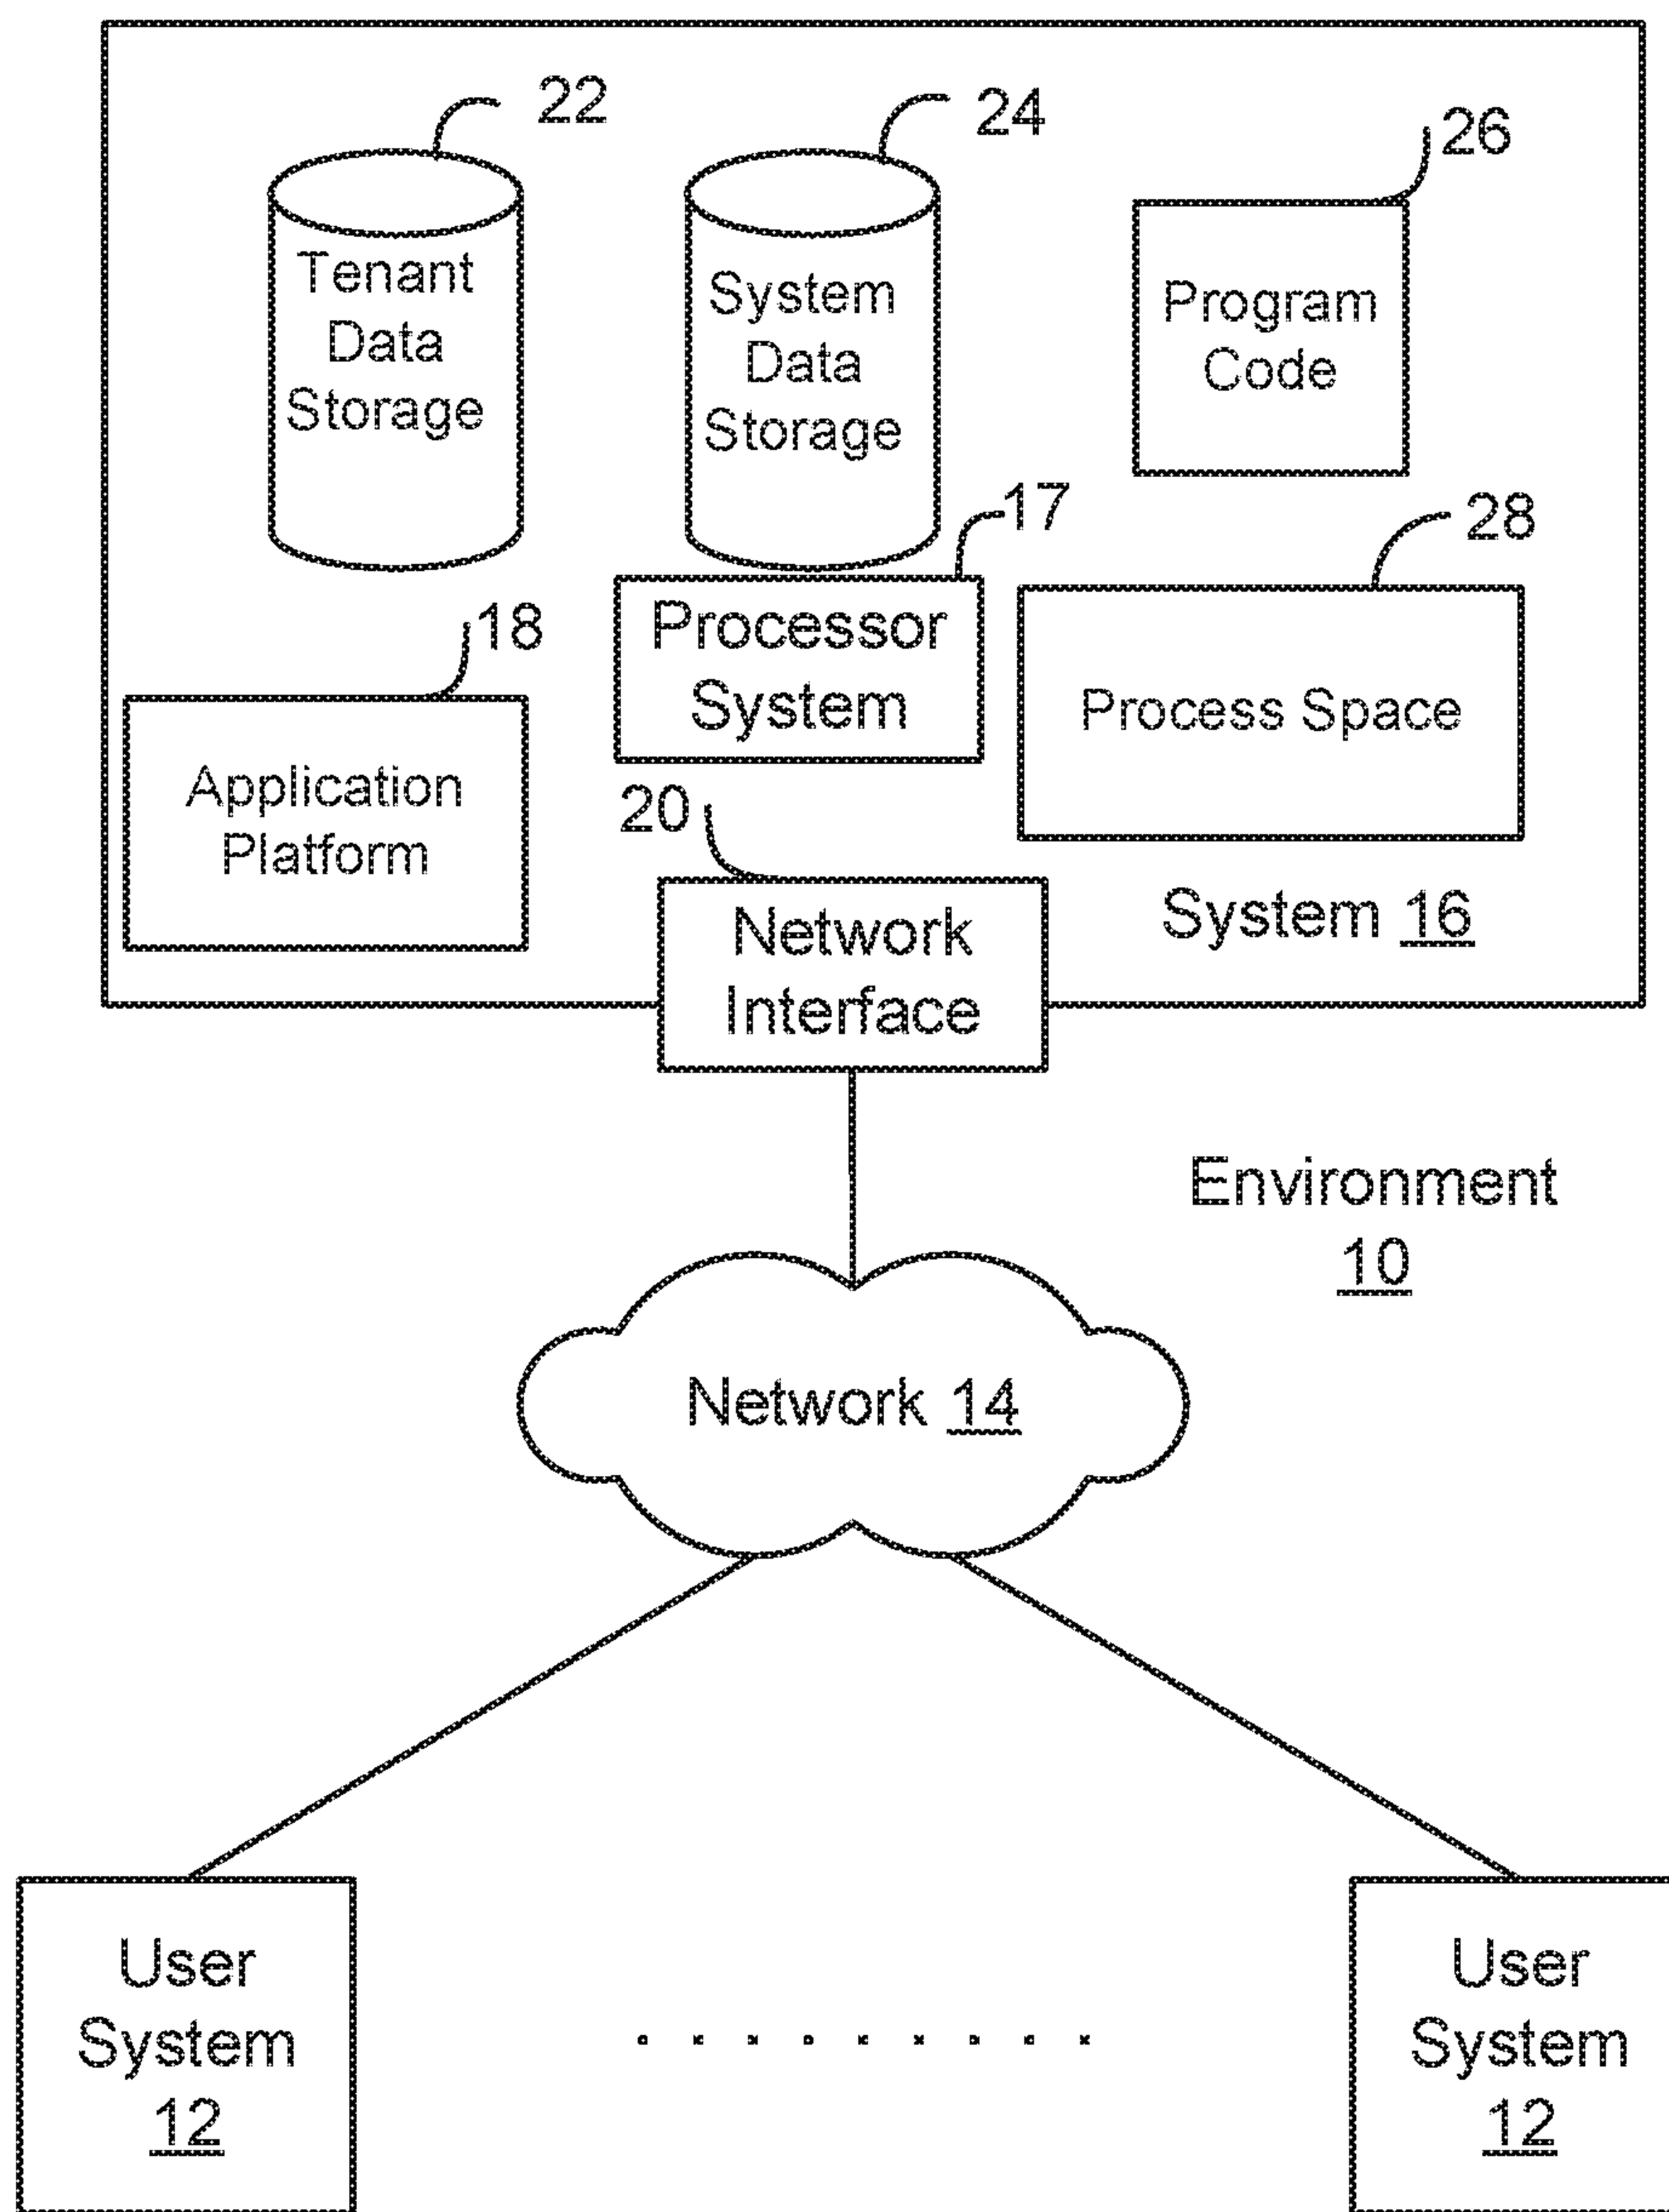 22
24
26
Tenant
Data
Storage
System
Data
Storage
Program
Code
17
28
18
Processor
System
Process Space
Application
Platform
20
Network
Interface
System 16
Environment
10
Network 14
User
System
12
User
System
12